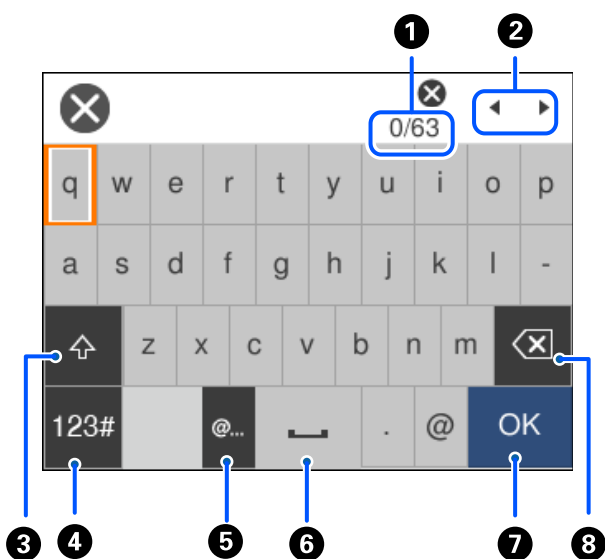 1 2
0/63
q w e r t y u i o p
a s d f g h j k l -
z x c v b n m
123# @... . @ OK
3 4 5 6 7 8